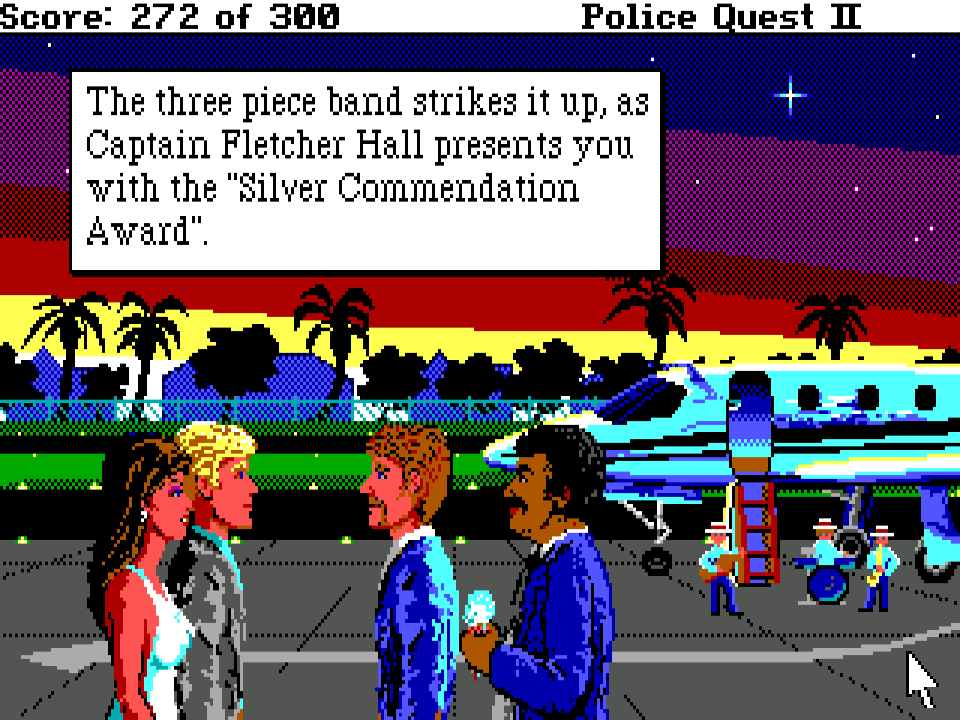 Score: 272 of 300 Police Quest II
The three piece band strikes it up, as
Captain Fletcher Hall presents you
with the "Silver Commendation
Award".